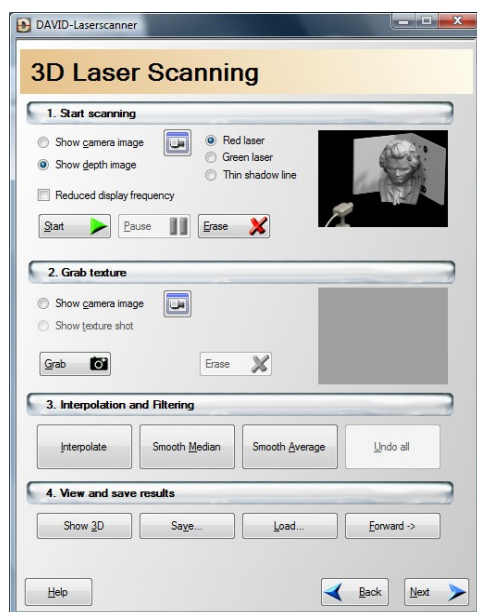 DAVID-Laserscanner
3D Laser Scanning
1. Start scanning
Show camera image
Red laser
Show depth image
Green laser
Thin shadow line
Reduced display frequency
Start
Pause
Erase
2. Grab texture
Show camera image
Show texture shot
Grab
Erase
3. Interpolation and Filtering
Interpolate
Smooth Median
Smooth Average
Undo all
4. View and save results
Show 3D
Save...
Load...
Forward ->
Help
Back
Next